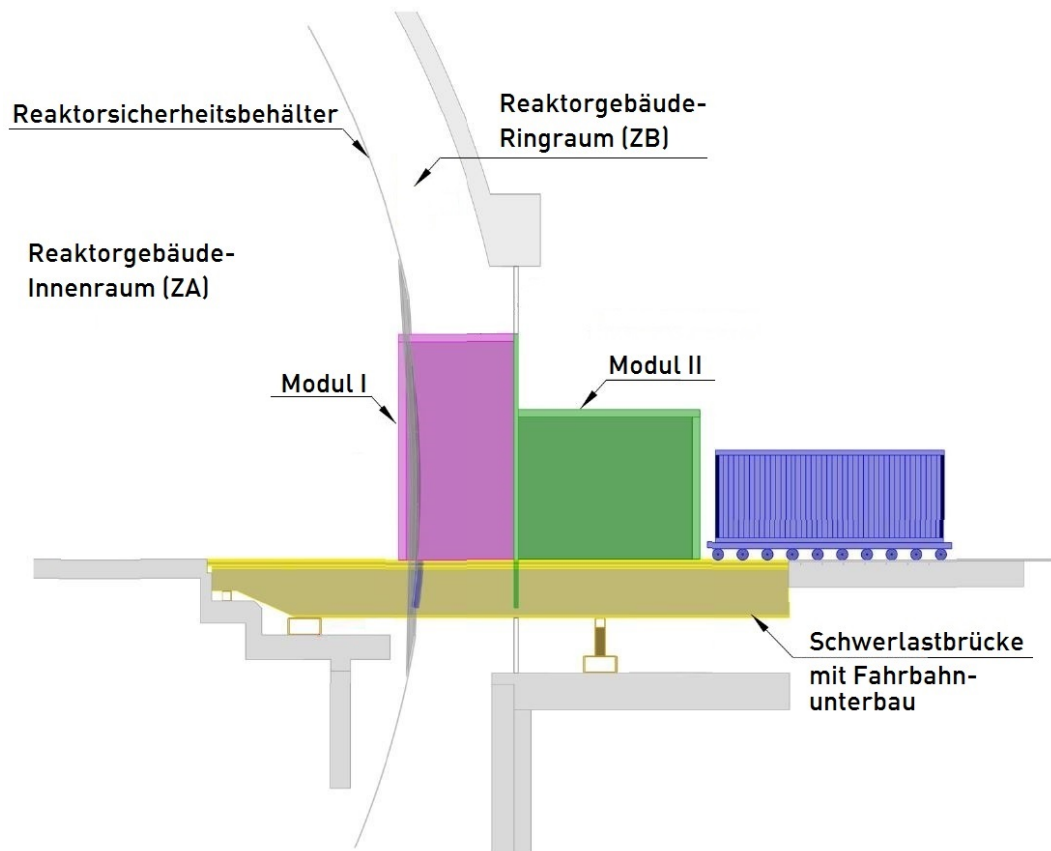 Reaktorsicherheitsbehälter
Reaktorgebäude-
Ringraum (ZB)
Reaktorgebäude-
Innenraum (ZA)
Modul I
Modul II
Schwerlastbrücke
mit Fahrbahn-
unterbau